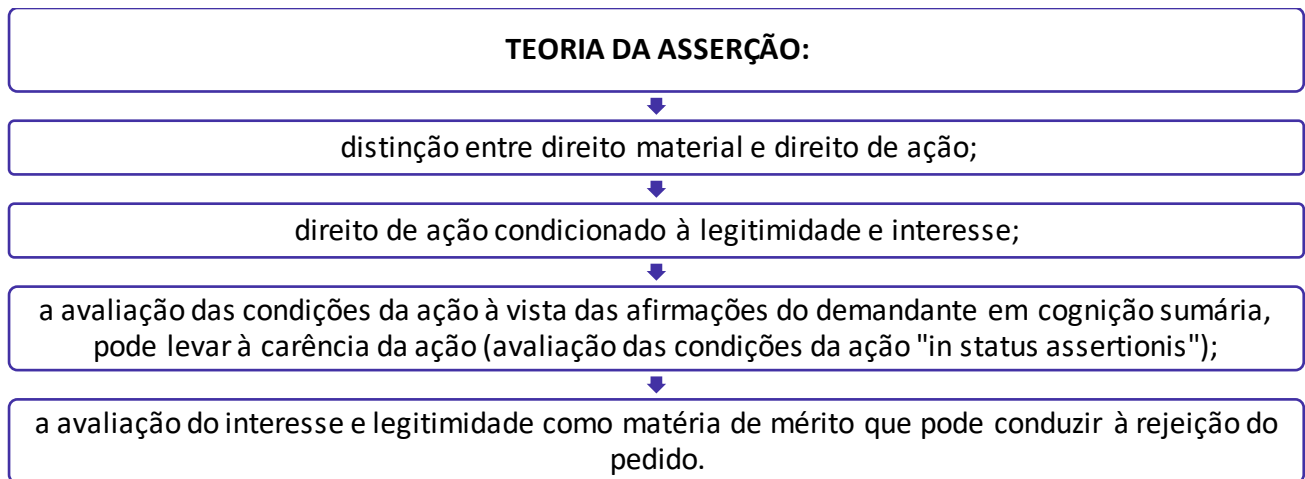 TEORIA DA ASSERÇÃO:
distinção entre direito material e direito de ação;
direito de ação condicionado à legitimidade e interesse;
a avaliação das condições da ação à vista das afirmações do demandante em cognição sumária,
pode levar à carência da ação (avaliação das condições da ação "in status assertionis");
a avaliação do interesse e legitimidade como matéria de mérito que pode conduzir à rejeição do
pedido.